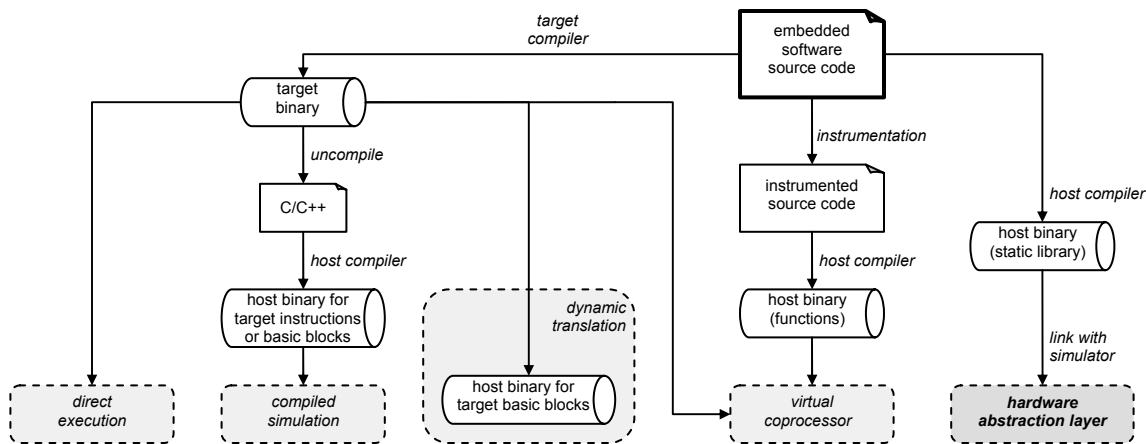 target
compiler
embedded
software
source code
target
binary
instrumentation
uncompile
C/C++
instrumented
source code
host compiler
host binary
(static library)
host compiler
host compiler
host binary for
target instructions
or basic blocks
dynamic
translation
host binary
(functions)
link with
simulator
host binary for
target basic blocks
direct
execution
compiled
simulation
virtual
coprocessor
hardware
abstraction layer